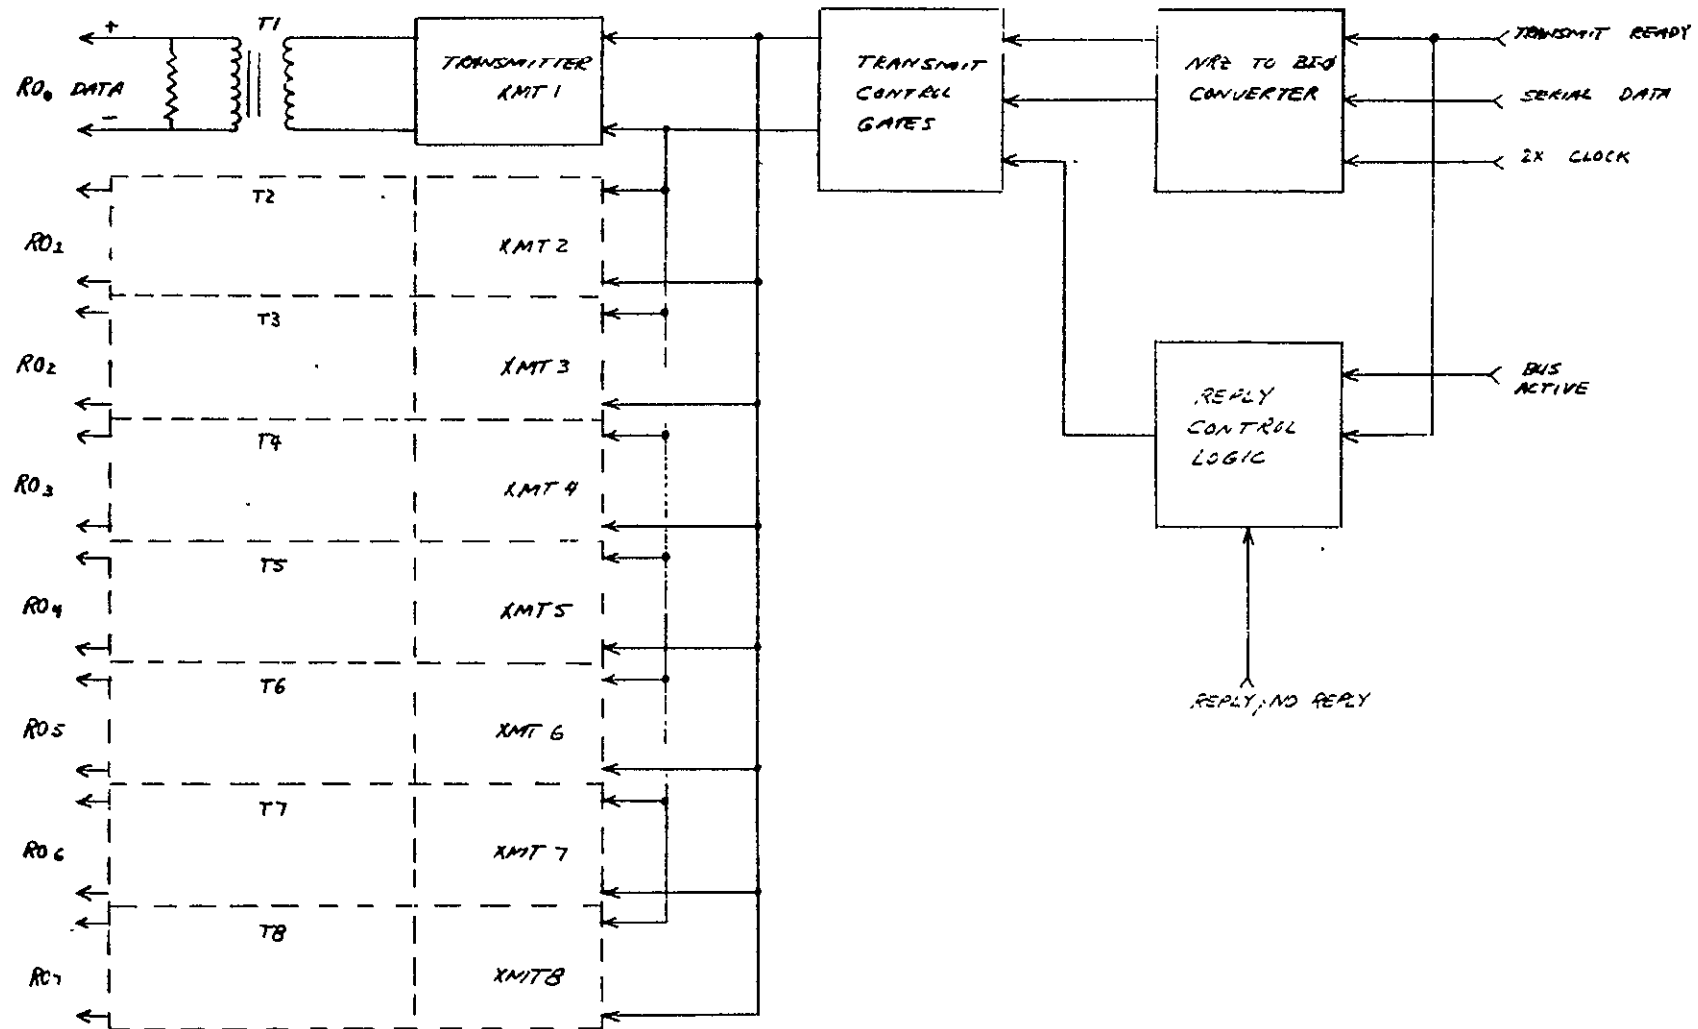 +
T1
RO₀ DATA
−
TRANSMITTER
XMT 1
TRANSMIT
CONTROL
GATES
NRZ TO BI-Ø
CONVERTER
TRANSMIT READY
SERIAL DATA
2X CLOCK
T2
RO₁
XMT 2
T3
RO₂
XMT 3
T4
RO₃
XMT 4
T5
RO₄
XMT 5
T6
RO₅
XMT 6
T7
RO₆
XMT 7
T8
RO₇
XMIT8
BUS
ACTIVE
REPLY
CONTROL
LOGIC
REPLY/NO REPLY